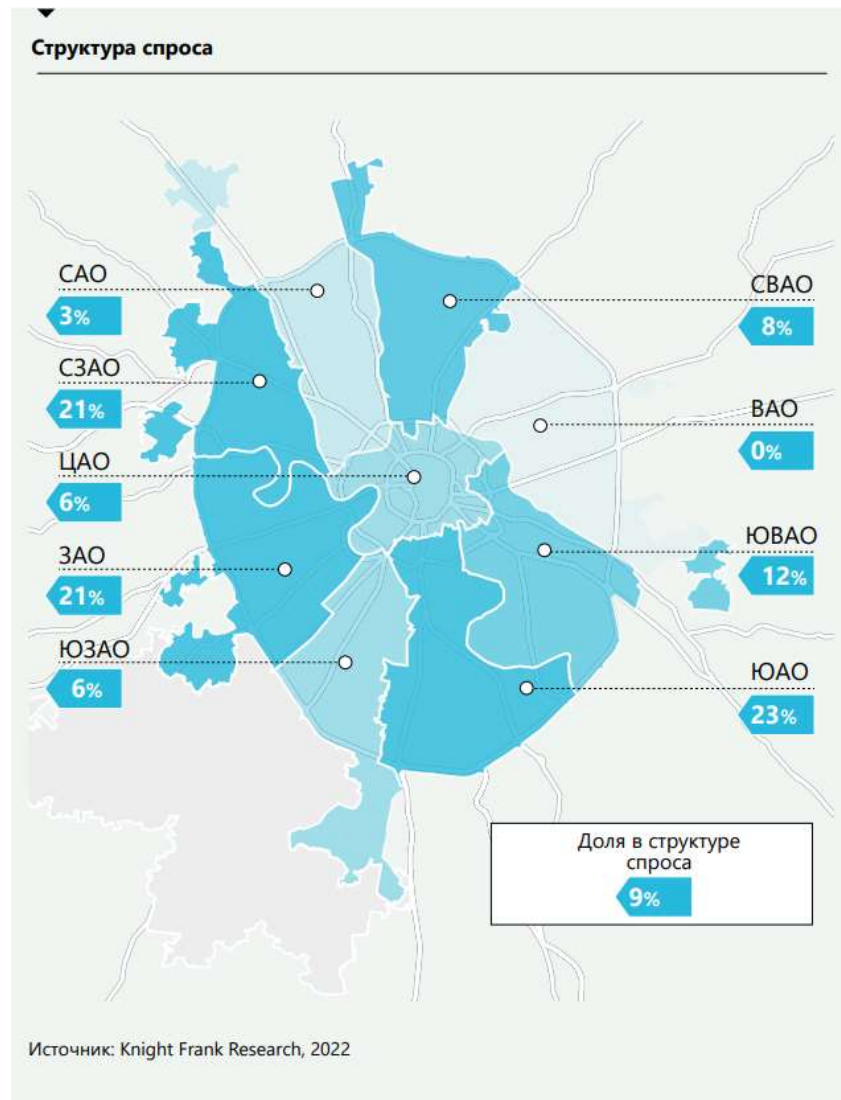 Структура спроса
САО
3%
СЗАО
21%
ЦАО
6%
ЗАО
21%
ЮЗАО
6%
СВАО
8%
ВАО
0%
ЮВАО
12%
ЮАО
23%
Доля в структуре
спроса
9%
Источник: Knight Frank Research, 2022